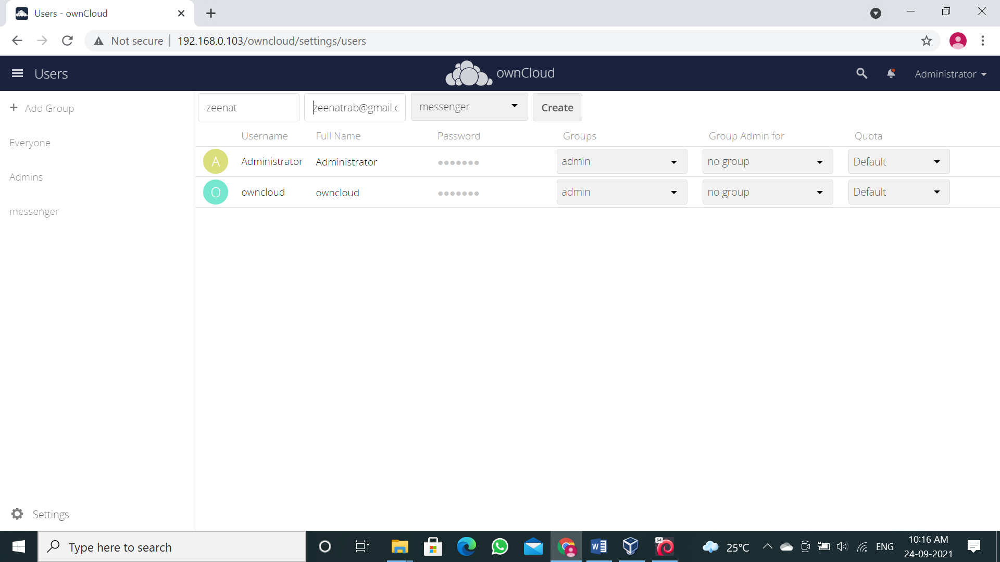 Users - ownCloud
Not secure 192.168.0.103/owncloud/settings/users
Users
ownCloud
Administrator
Add Group
Everyone
Admins
messenger
Settings
zeenat zeenatrab@gmail.c messenger Create
Username Full Name Password Groups Group Admin for Quota
A Administrator Administrator admin no group Default
O owncloud owncloud admin no group Default
Type here to search
64
25°C
ENG
10:16 AM
24-09-2021